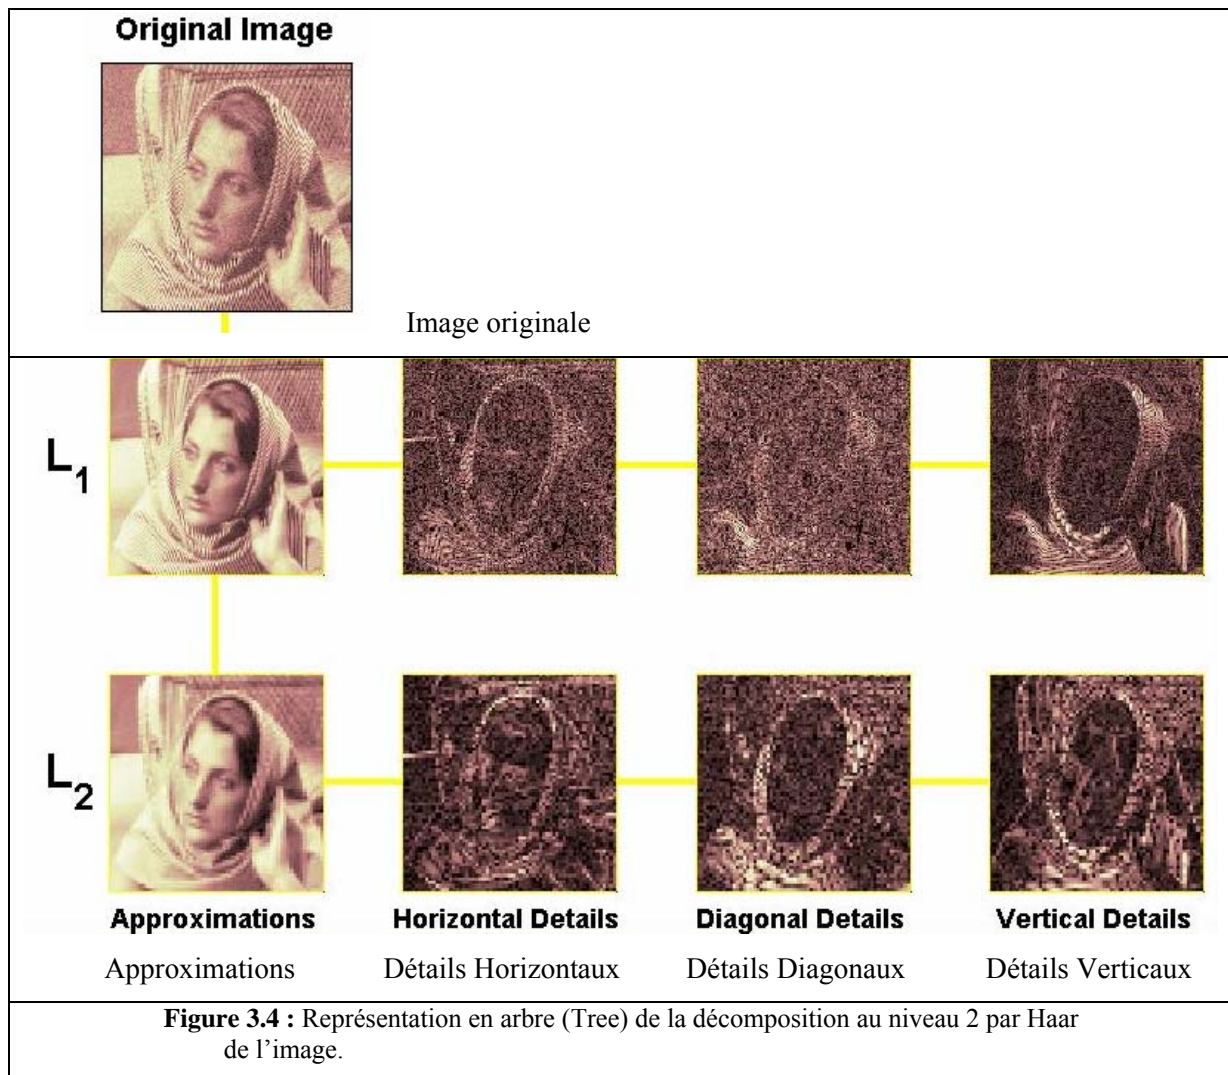 Original Image
Image originale
L1
L2
Approximations Horizontal Details Diagonal Details Vertical Details
Approximations Détails Horizontaux Détails Diagonaux Détails Verticaux
Figure 3.4 : Représentation en arbre (Tree) de la décomposition au niveau 2 par Haar
de l’image.